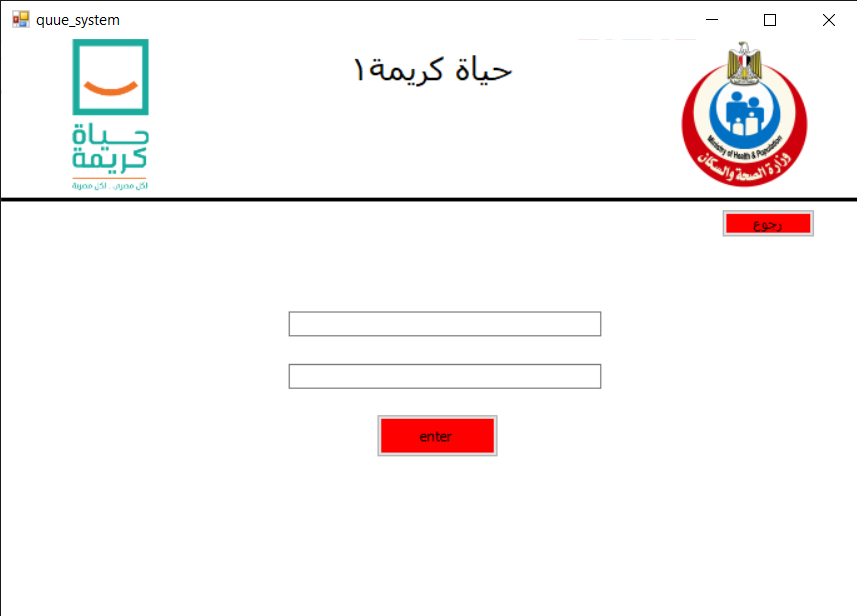 quue_system
حياة كريمة١
حياة
كريمة
لكل مصري.. لكل مصرية
Ministry of Health & Population
وزارة الصحة والسكان
رجوع
enter